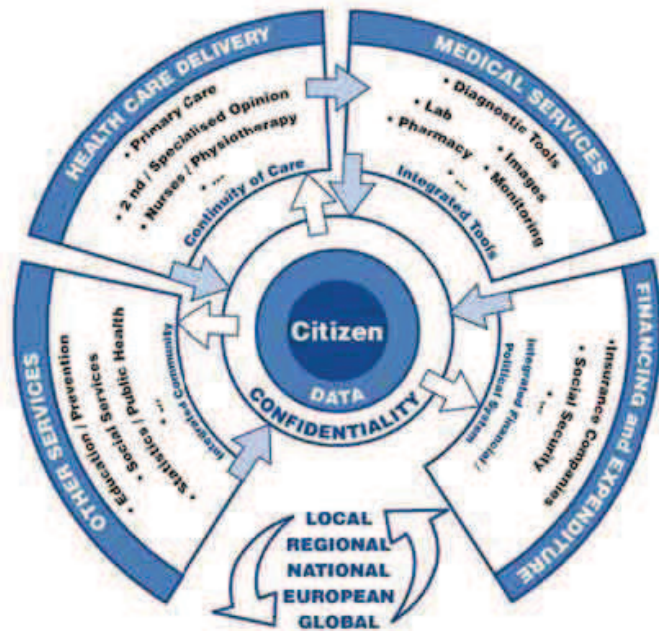 HEALTH CARE DELIVERY
• Primary Care
• 2 nd / Specialised Opinion
• Nurses / Physiotherapy
• ...
Continuity of Care
MEDICAL SERVICES
• Diagnostic Tools
• Lab
• Images
• Pharmacy
• Monitoring
• ...
Integrated Tools
OTHER SERVICES
• Education / Prevention
• Social Services
• Statistics / Public Health
• ...
Integrated Community
FINANCING and EXPENDITURE
• Insurance Companies
• Social Security
• ...
Integrated Financial /
Political System
Citizen
DATA
CONFIDENTIALITY
LOCAL
REGIONAL
NATIONAL
EUROPEAN
GLOBAL